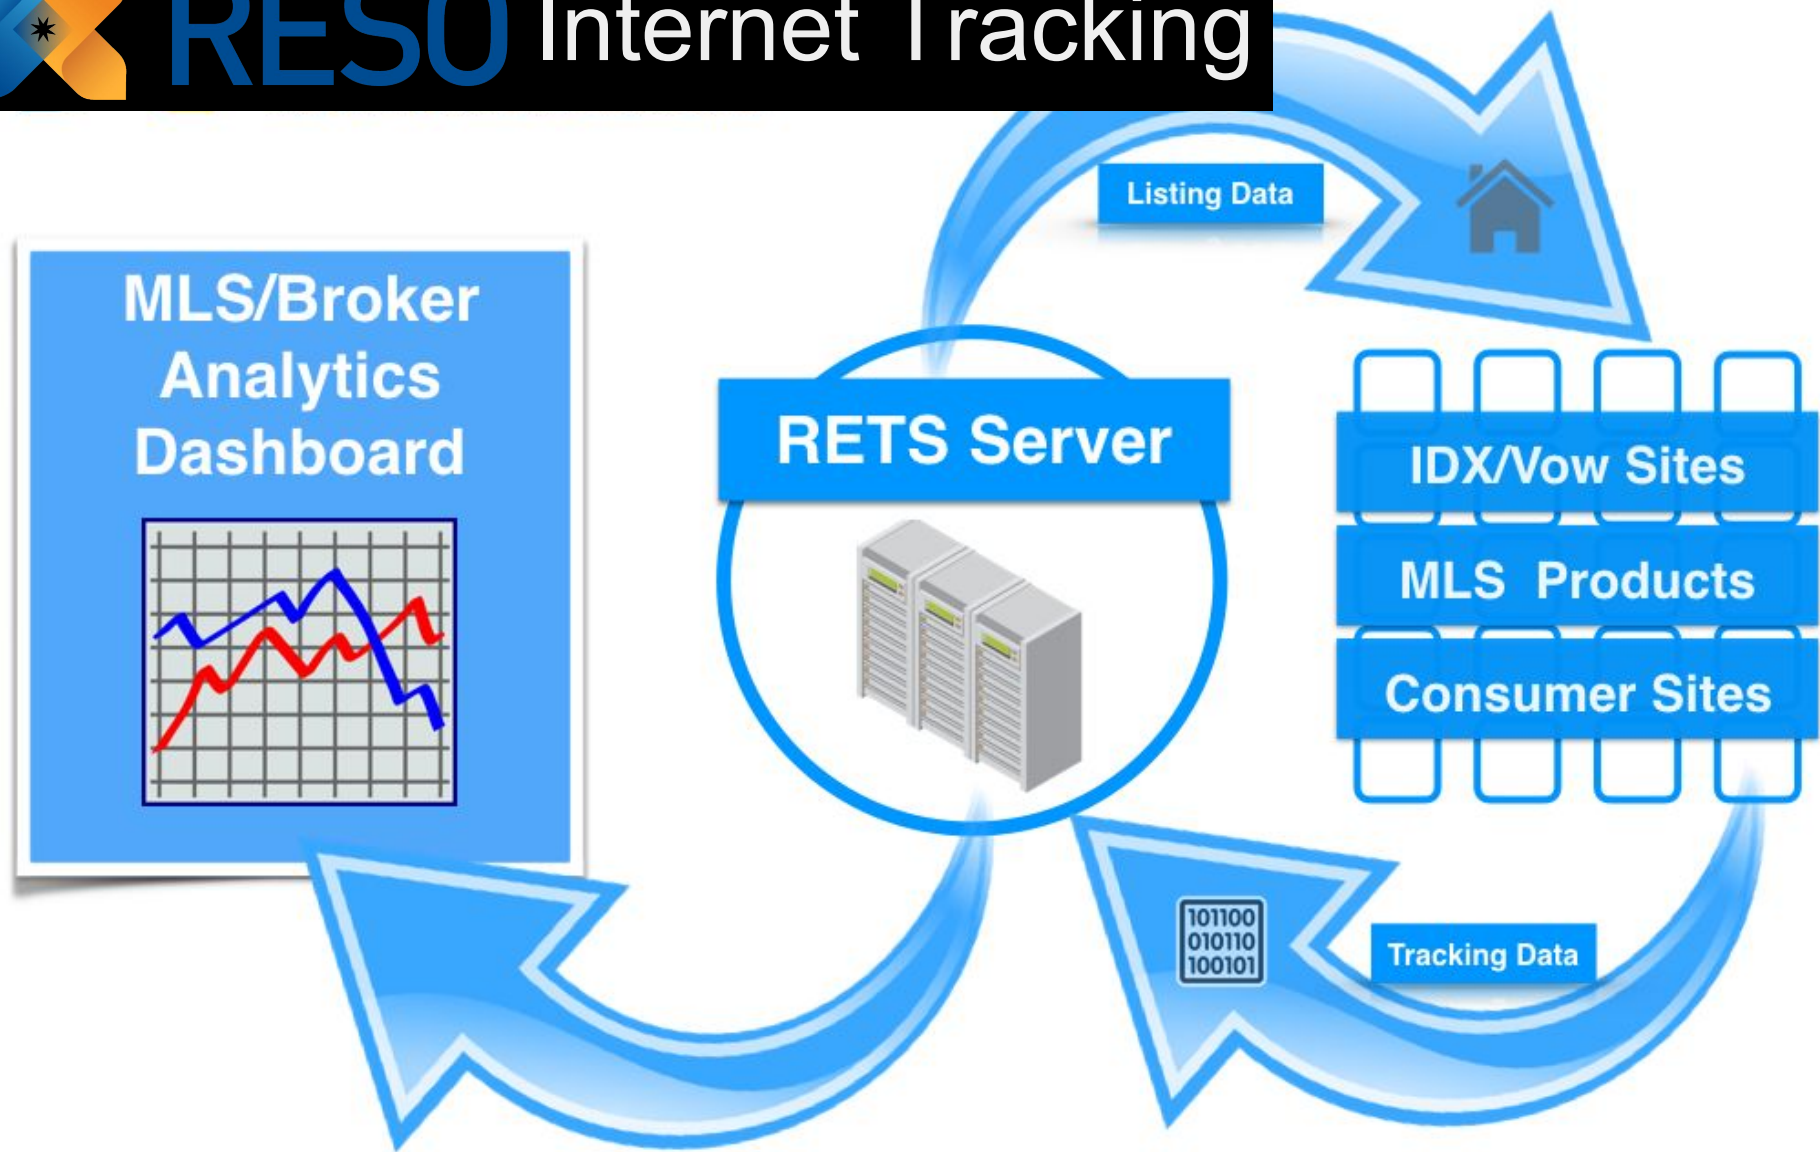 RESO Internet Tracking
Listing Data
MLS/Broker
Analytics
Dashboard
RETS Server
IDX/Vow Sites
MLS Products
Consumer Sites
101100
010110
100101
Tracking Data